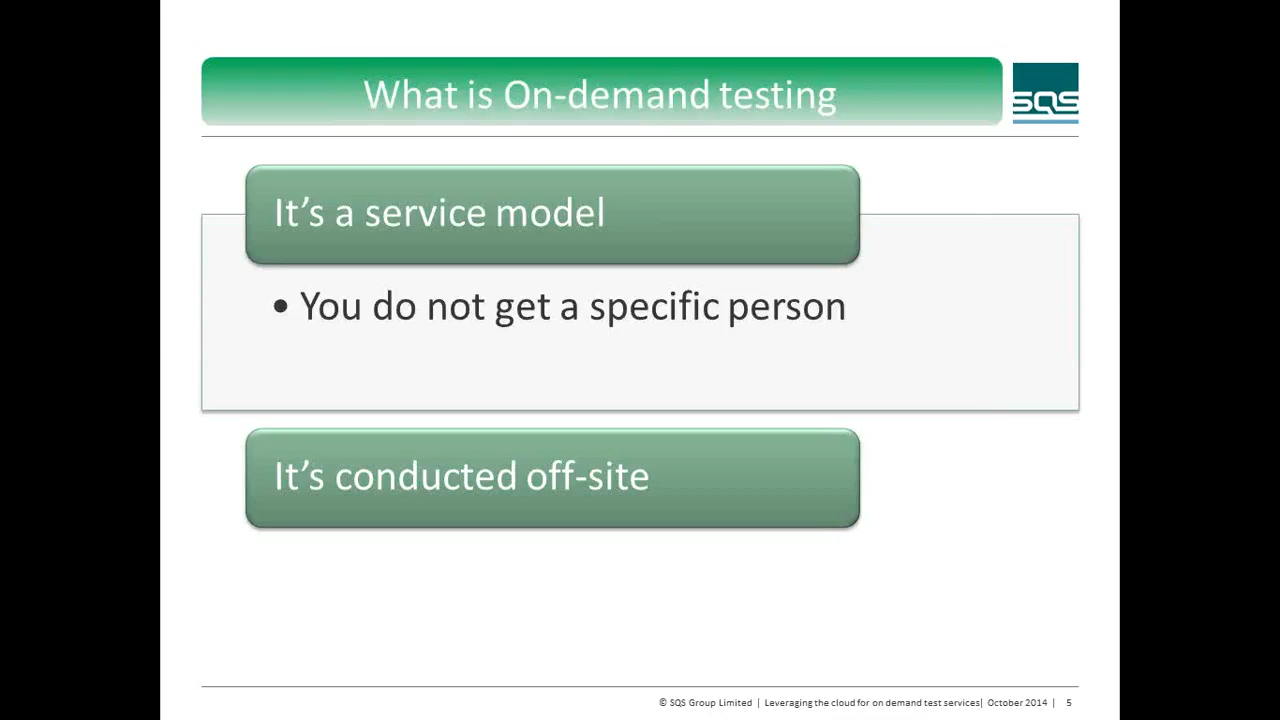 What is On-demand testing
SQS
It’s a service model
• You do not get a specific person
It’s conducted off-site
© SQS Group Limited | Leveraging the cloud for on demand test services| October 2014 | 5